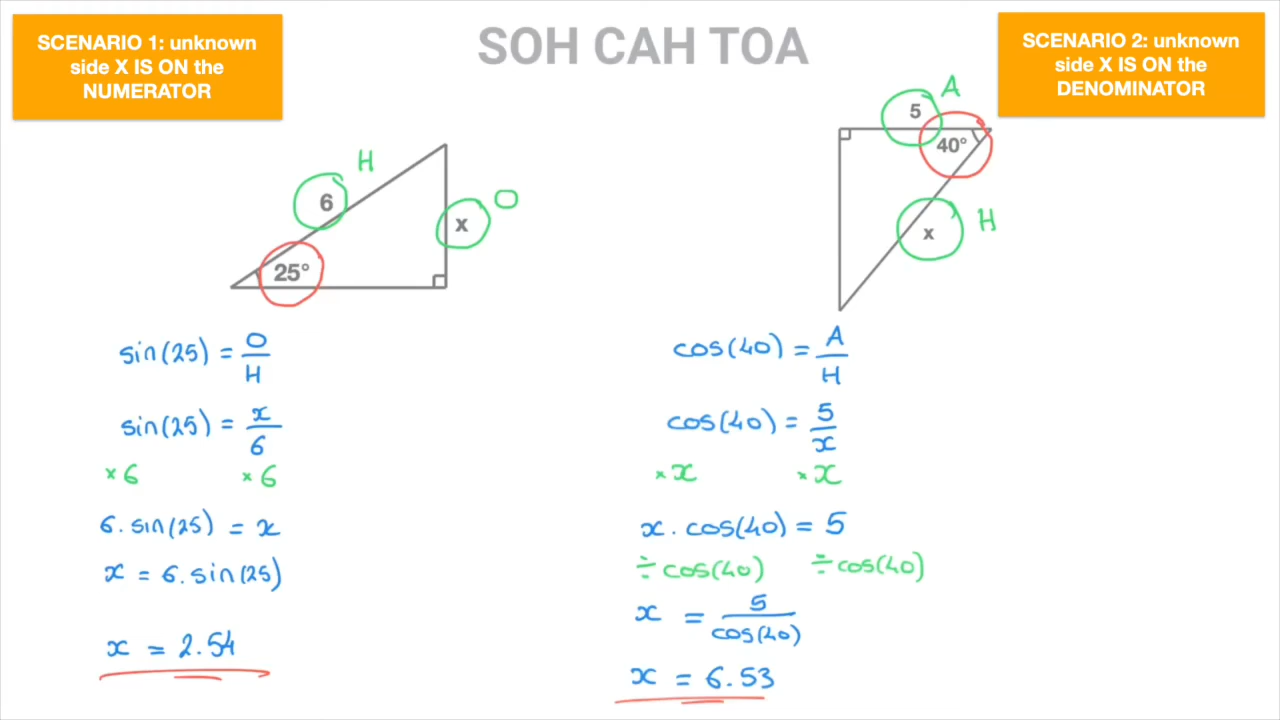 SCENARIO 1: unknown
side X IS ON the
NUMERATOR
SOH CAH TOA
SCENARIO 2: unknown
side X IS ON the
DENOMINATOR
H
6
x
O
25°
sin(25) = O
H
sin(25) = x
6
×6 ×6
6.sin(25) = x
x = 6.sin(25)
x = 2.54
A
5
40°
x
H
cos(40) = A
H
cos(40) = 5
x
×x ×x
x.cos(40) = 5
÷cos(40) ÷cos(40)
x = 5
cos(40)
x = 6.53